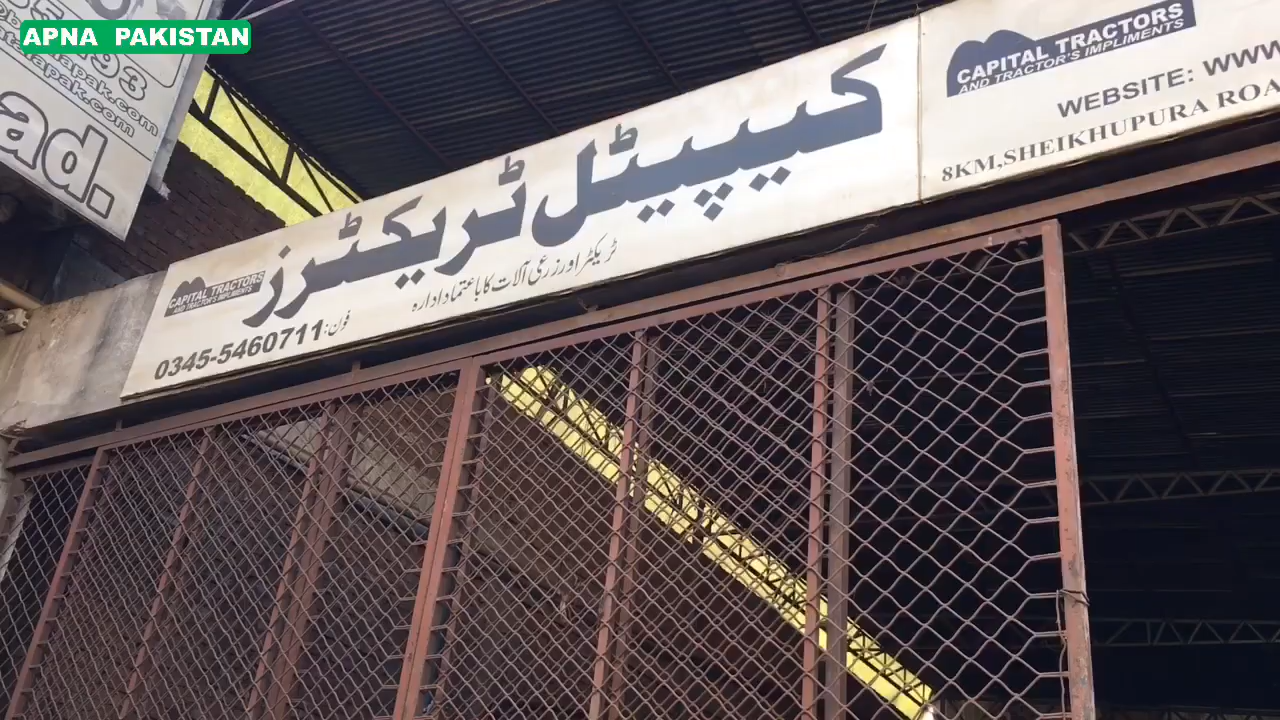 APNA PAKISTAN
ad.
کیپیٹل ٹریکٹرز
ٹریکٹر اور زرعی آلات کا با اعتماد ادارہ
CAPITAL TRACTORS
AND TRACTOR'S IMPLIMENTS
فون: 0345-5460711
CAPITAL TRACTORS
AND TRACTOR'S IMPLIMENTS
WEBSITE: WWW
8KM,SHEIKHUPURA ROA